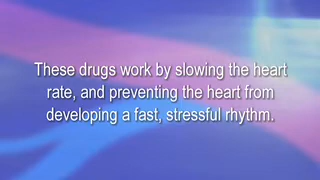 These drugs work by slowing the heart
rate, and preventing the heart from
developing a fast, stressful rhythm.